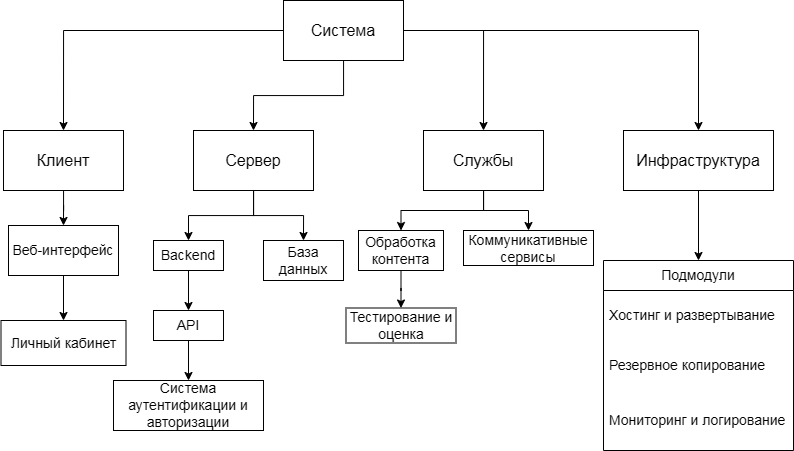 Система
Клиент
Сервер
Службы
Инфраструктура
Веб-интерфейс
Backend
База
данных
Обработка
контента
Коммуникативные
сервисы
Подмодули
Личный кабинет
API
Тестирование и
оценка
Хостинг и развертывание
Резервное копирование
Система
аутентификации и
авторизации
Мониторинг и логирование